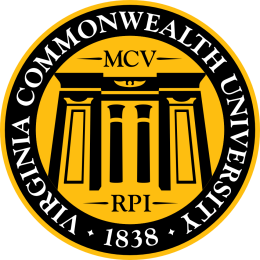 VIRGINIA COMMONWEALTH UNIVERSITY
MCV
RPI
· 1838 ·